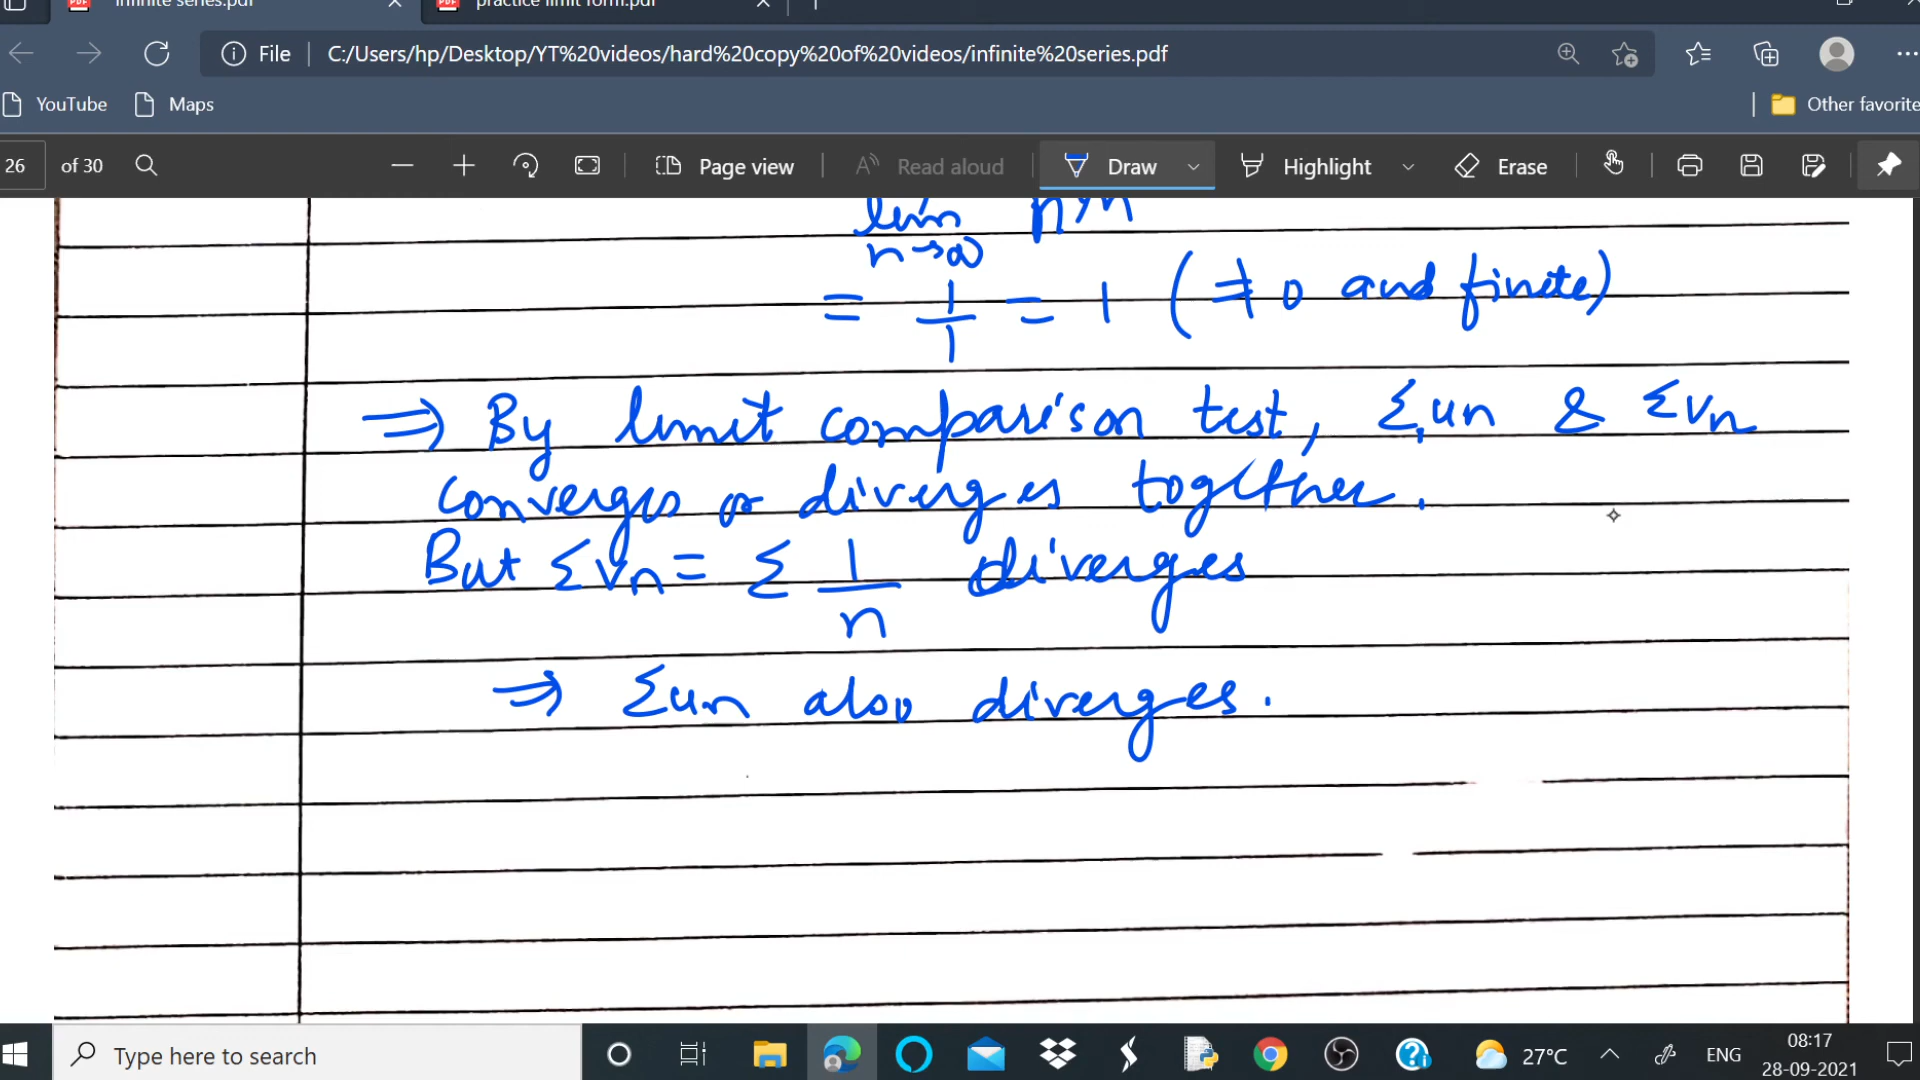 infinite series.pdf
practice limit form.pdf
File C:/Users/hp/Desktop/YT%20videos/hard%20copy%20of%20videos/infinite%20series.pdf
YouTube Maps Other favorite
26 of 30 Page view Read aloud Draw Highlight Erase
lim n→∞ n^1/n
= 1/1 = 1 ( ≠ 0 and finite)
⇒ By limit comparison test, Σun & Σvn
converges or diverges together.
But Σvn = Σ 1/n diverges
⇒ Σun also diverges.
Type here to search 27°C ENG 08:17
28-09-2021